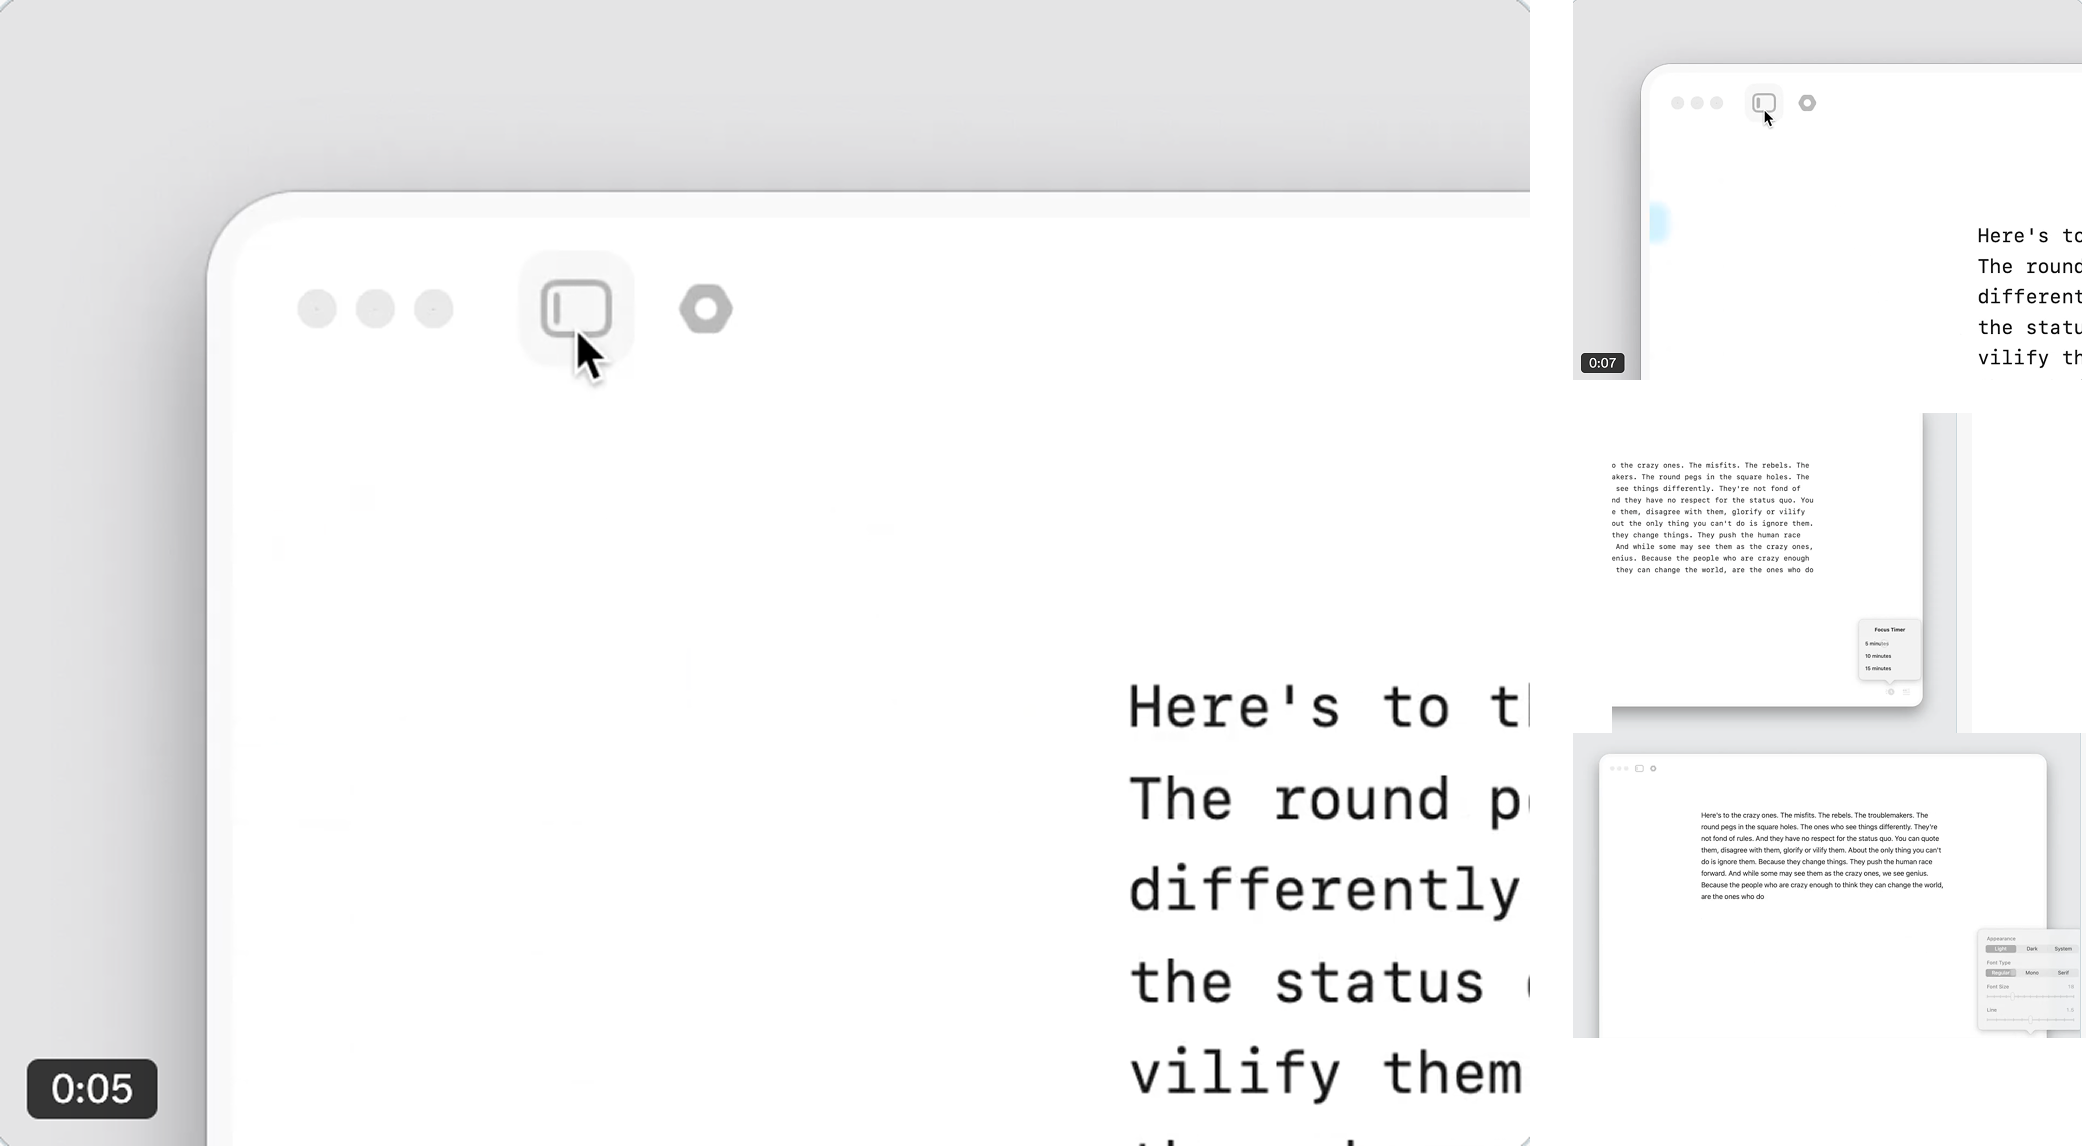 Here's to
The round
differently
the status
vilify them
0:05
Here's to
The round
different
the statu
vilify th
0:07
o the crazy ones. The misfits. The rebels. The
akers. The round pegs in the square holes. The
see things differently. They're not fond of
nd they have no respect for the status quo. You
e them, disagree with them, glorify or vilify
out the only thing you can't do is ignore them.
they change things. They push the human race
And while some may see them as the crazy ones,
enius. Because the people who are crazy enough
they can change the world, are the ones who do
Focus Timer
5 minutes
10 minutes
15 minutes
Here's to the crazy ones. The misfits. The rebels. The troublemakers. The
round pegs in the square holes. The ones who see things differently. They're
not fond of rules. And they have no respect for the status quo. You can quote
them, disagree with them, glorify or vilify them. About the only thing you can't
do is ignore them. Because they change things. They push the human race
forward. And while some may see them as the crazy ones, we see genius.
Because the people who are crazy enough to think they can change the world,
are the ones who do
Appearance
Light Dark System
Font Type
Regular Mono Serif
Font Size 18
Line 1.5